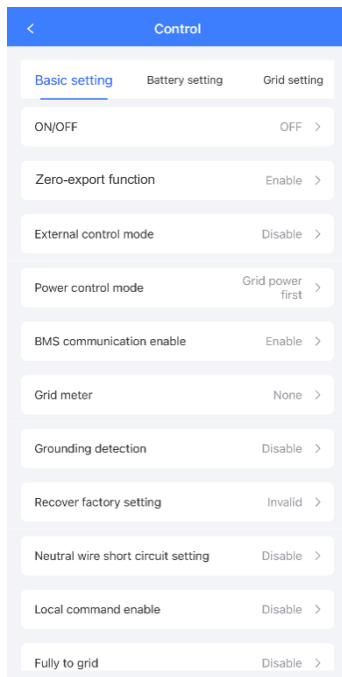 Control
Basic setting Battery setting Grid setting
ON/OFF OFF
Zero-export function Enable
External control mode Disable
Power control mode Grid power
first
BMS communication enable Enable
Grid meter None
Grounding detection Disable
Recover factory setting Invalid
Neutral wire short circuit setting Disable
Local command enable Disable
Fully to grid Disable